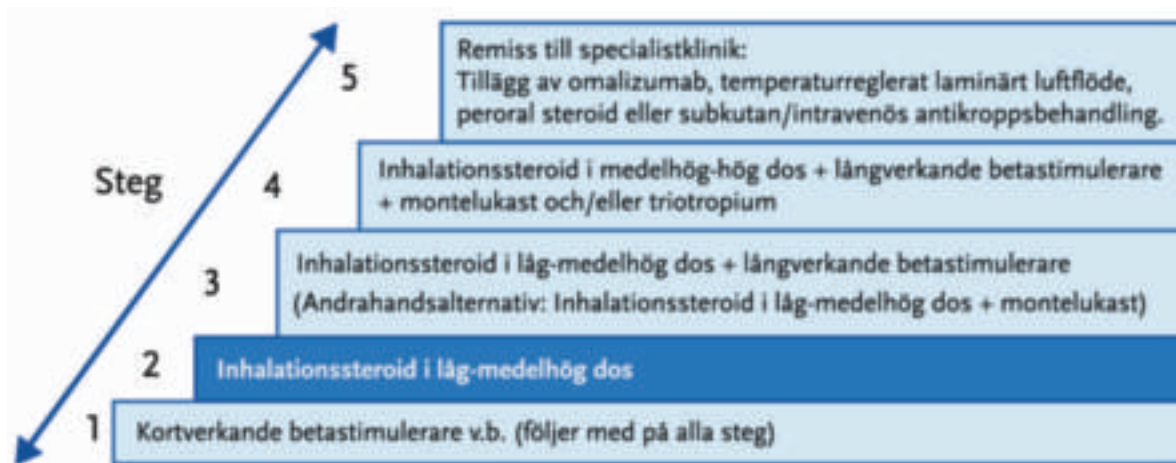 5
Remiss till specialistklinik:
Tillägg av omalizumab, temperaturreglerat laminärt luftflöde,
peroral steroid eller subkutan/intravenös antikroppsbehandling.
Steg
4
Inhalationssteroid i medelhög-hög dos + långverkande betastimulerare
+ montelukast och/eller triotropium
3
Inhalationssteroid i låg-medelhög dos + långverkande betastimulerare
(Andrahandsalternativ: Inhalationssteroid i låg-medelhög dos + montelukast)
2
Inhalationssteroid i låg-medelhög dos
1
Kortverkande betastimulerare v.b. (följer med på alla steg)